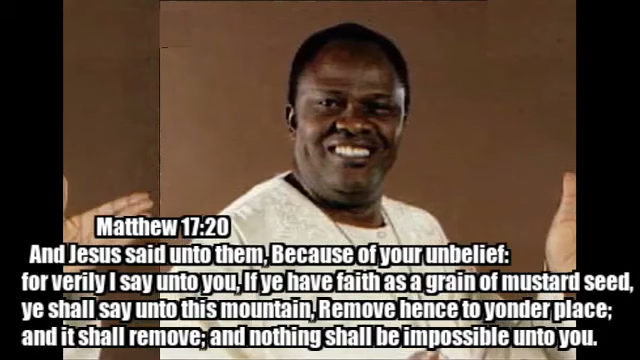 Matthew 17:20
And Jesus said unto them, Because of your unbelief:
for verily I say unto you, If ye have faith as a grain of mustard seed,
ye shall say unto this mountain, Remove hence to yonder place;
and it shall remove; and nothing shall be impossible unto you.